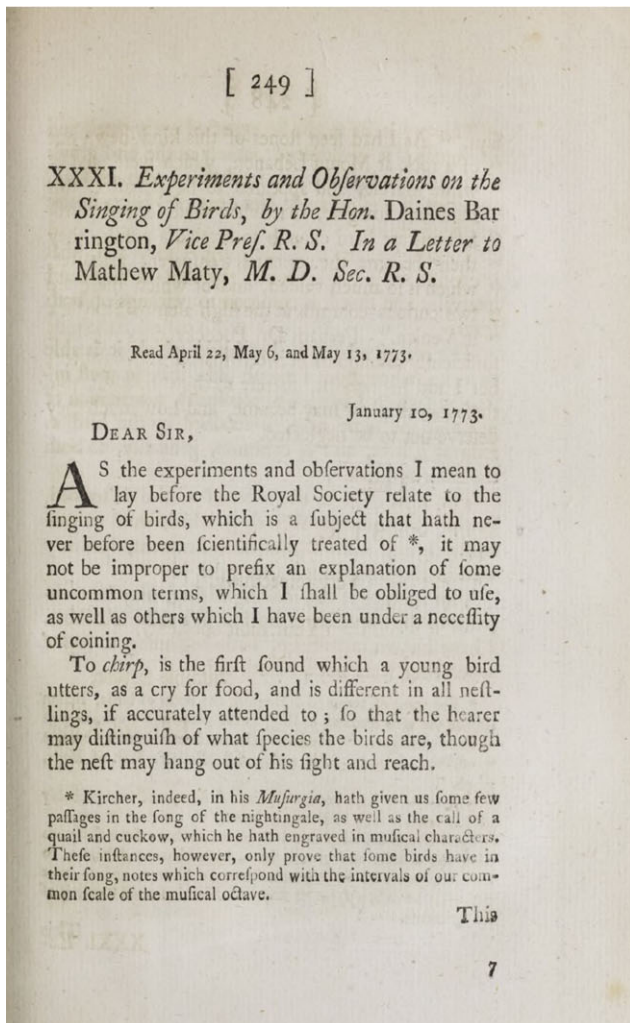 [ 249 ]
XXXI. Experiments and Obſervations on the
Singing of Birds, by the Hon. Daines Bar
rington, Vice Preſ. R. S. In a Letter to
Mathew Maty, M. D. Sec. R. S.
Read April 22, May 6, and May 13, 1773.
January 10, 1773.
DEAR SIR,
AS the experiments and obſervations I mean to
lay before the Royal Society relate to the
ſinging of birds, which is a ſubject that hath ne-
ver before been ſcientifically treated of *, it may
not be improper to prefix an explanation of ſome
uncommon terms, which I ſhall be obliged to uſe,
as well as others which I have been under a neceſſity
of coining.
To chirp, is the firſt ſound which a young bird
utters, as a cry for food, and is different in all neſt-
lings, if accurately attended to ; ſo that the hearer
may diſtinguiſh of what ſpecies the birds are, though
the neſt may hang out of his ſight and reach.
* Kircher, indeed, in his Muſurgia, hath given us ſome few
paſſages in the ſong of the nightingale, as well as the call of a
quail and cuckow, which he hath engraved in muſical characters.
Theſe inſtances, however, only prove that ſome birds have in
their ſong, notes which correſpond with the intervals of our com-
mon ſcale of the muſical octave.
This
7